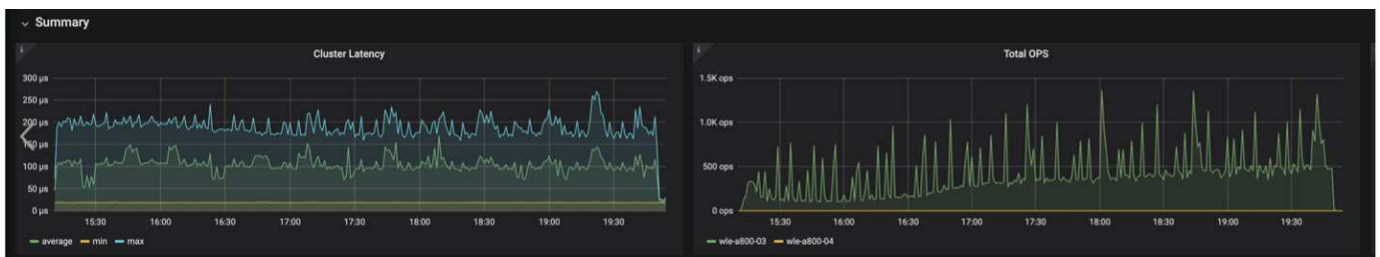 Summary
Cluster Latency
300 µs
250 µs
200 µs
150 µs
100 µs
50 µs
0 µs
15:30 16:00 16:30 17:00 17:30 18:00 18:30 19:00 19:30
average min max
Total OPS
1.5K ops
1.0K ops
500 ops
0 ops
15:30 16:00 16:30 17:00 17:30 18:00 18:30 19:00 19:30
wle-a800-03 wle-a800-04